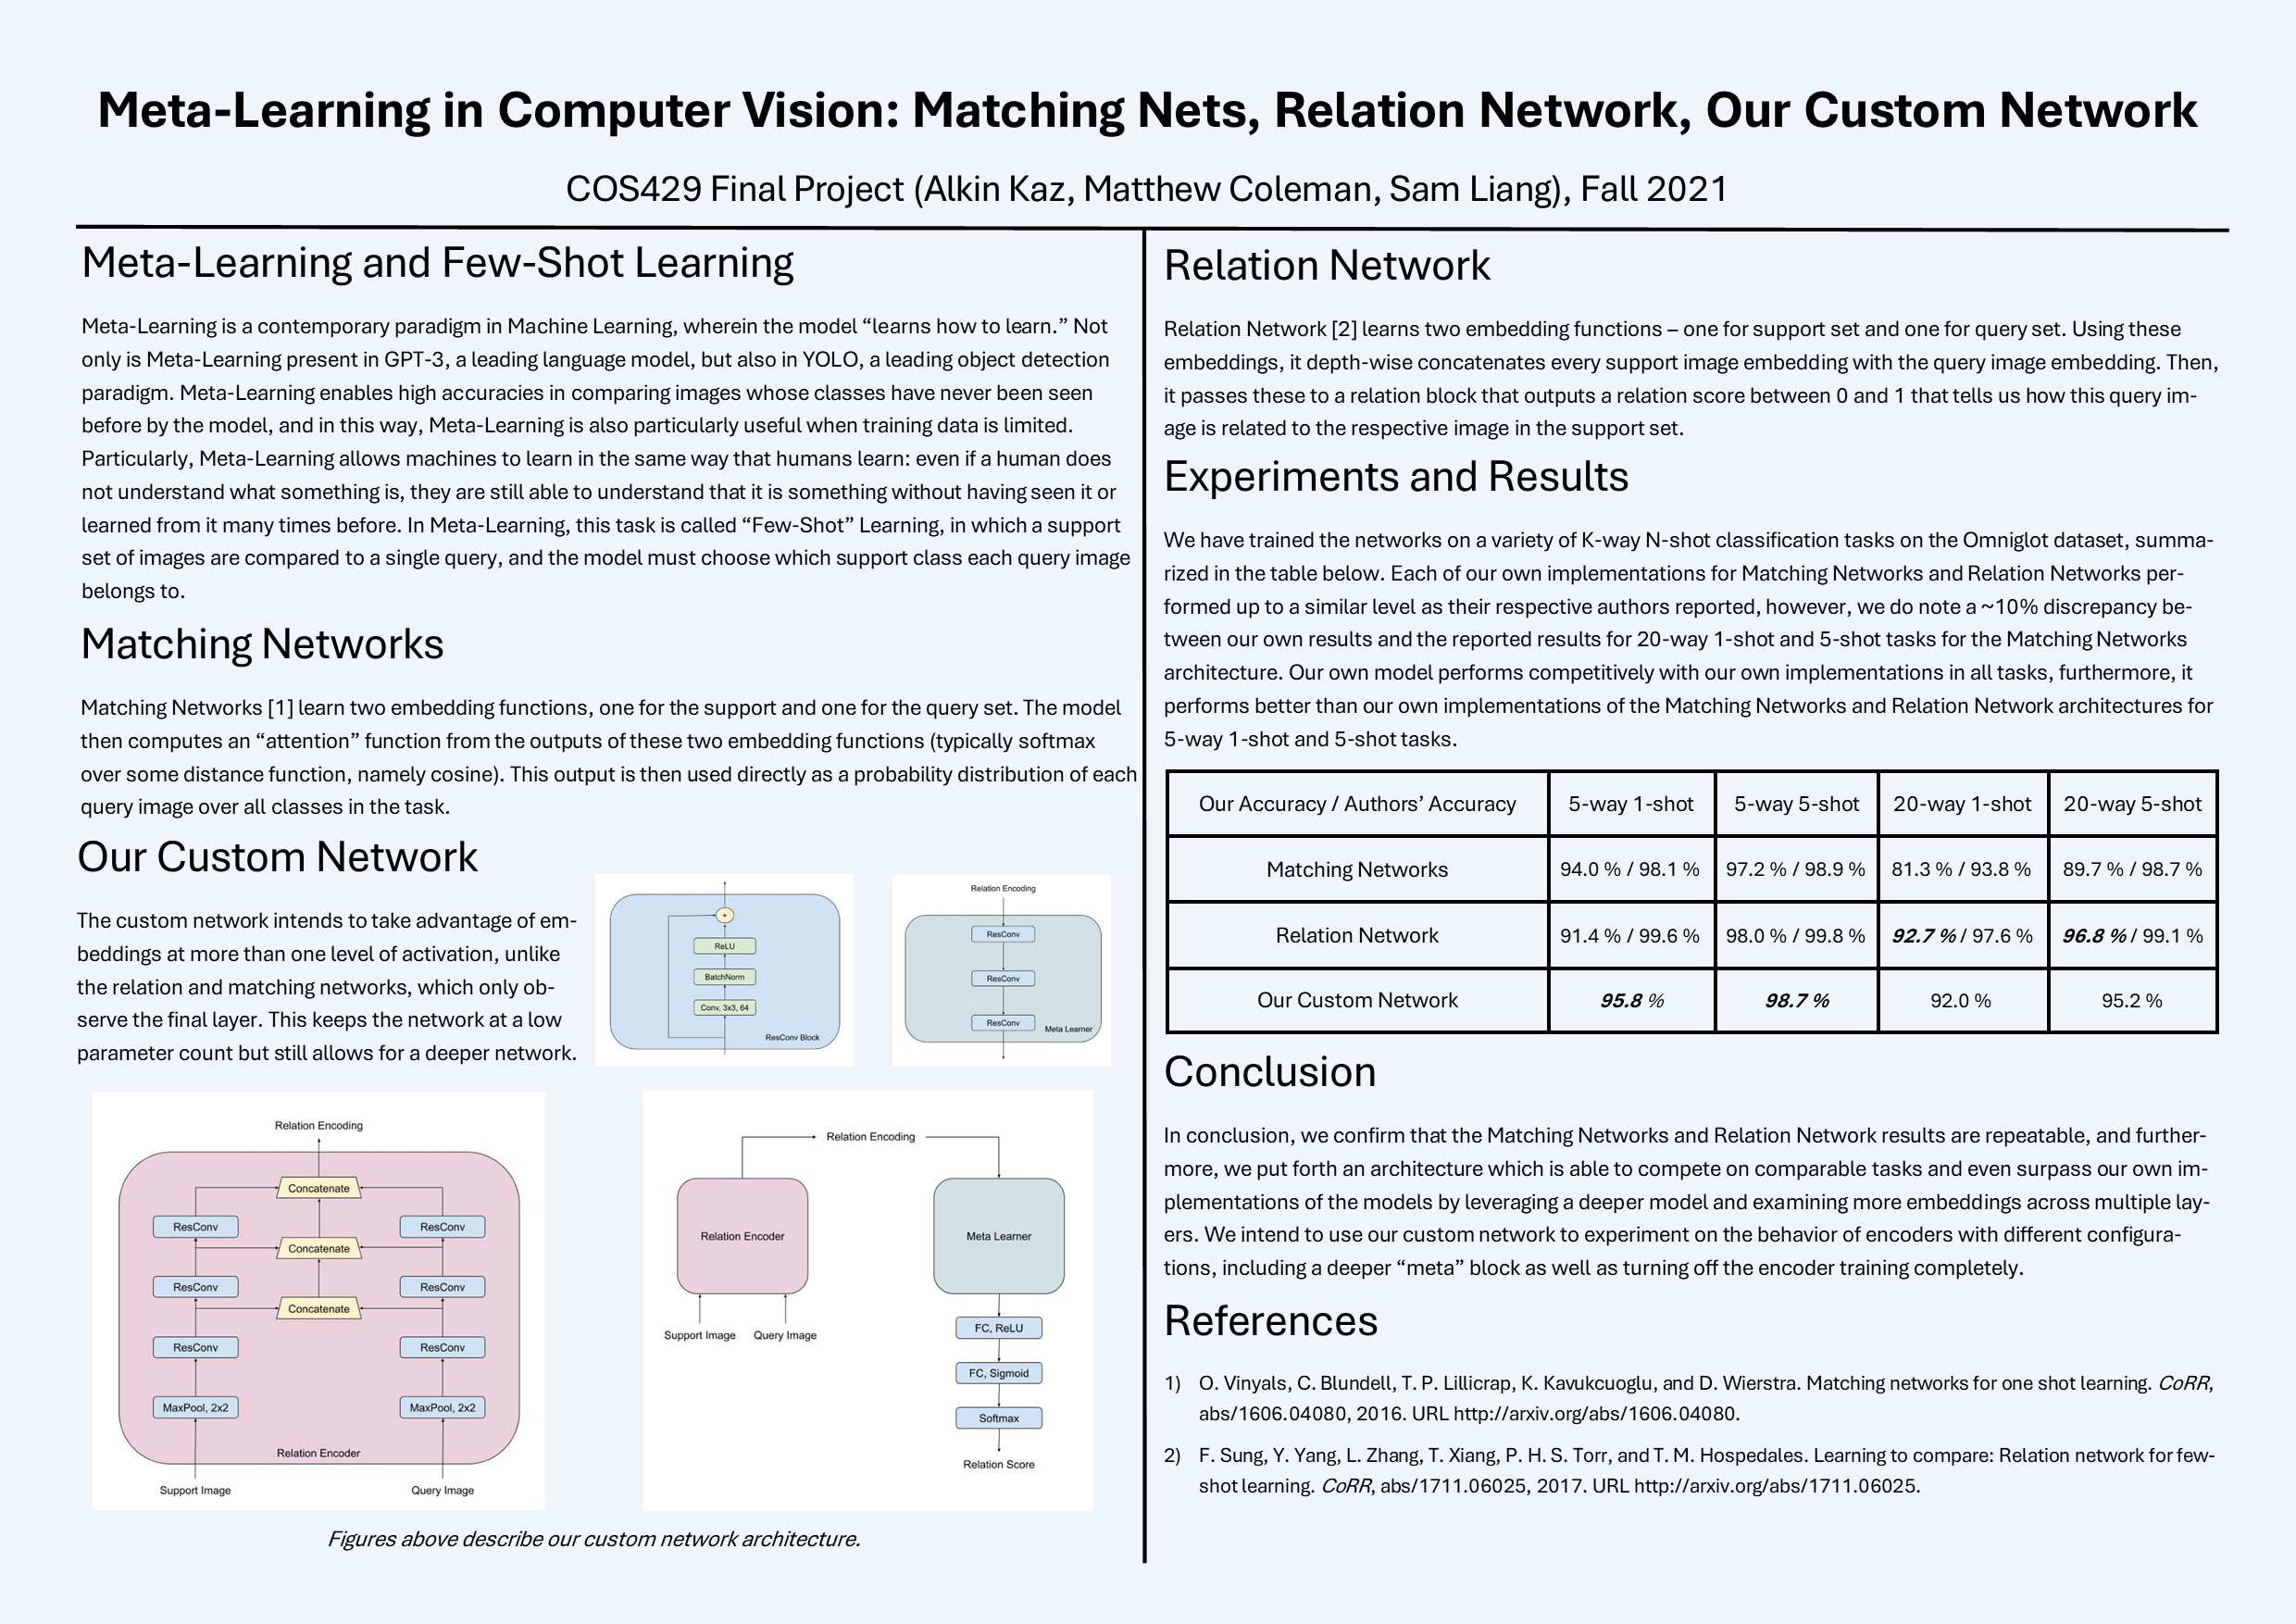 Meta-Learning in Computer Vision: Matching Nets, Relation Network, Our Custom Network
COS429 Final Project (Alkin Kaz, Matthew Coleman, Sam Liang), Fall 2021
Meta-Learning and Few-Shot Learning
Meta-Learning is a contemporary paradigm in Machine Learning, wherein the model “learns how to learn.” Not
only is Meta-Learning present in GPT-3, a leading language model, but also in YOLO, a leading object detection
paradigm. Meta-Learning enables high accuracies in comparing images whose classes have never been seen
before by the model, and in this way, Meta-Learning is also particularly useful when training data is limited.
Particularly, Meta-Learning allows machines to learn in the same way that humans learn: even if a human does
not understand what something is, they are still able to understand that it is something without having seen it or
learned from it many times before. In Meta-Learning, this task is called “Few-Shot” Learning, in which a support
set of images are compared to a single query, and the model must choose which support class each query image
belongs to.
Matching Networks
Matching Networks [1] learn two embedding functions, one for the support and one for the query set. The model
then computes an “attention” function from the outputs of these two embedding functions (typically softmax
over some distance function, namely cosine). This output is then used directly as a probability distribution of each
query image over all classes in the task.
Our Custom Network
The custom network intends to take advantage of em-
beddings at more than one level of activation, unlike
the relation and matching networks, which only ob-
serve the final layer. This keeps the network at a low
parameter count but still allows for a deeper network.
+
ReLU
BatchNorm
Conv, 3x3, 64
ResConv Block
Relation Encoding
ResConv
ResConv
ResConv
Meta Learner
Relation Encoding
Concatenate
ResConv ResConv
Concatenate
ResConv ResConv
Concatenate
ResConv ResConv
MaxPool, 2x2 MaxPool, 2x2
Relation Encoder
Support Image Query Image
Relation Encoding
Relation Encoder Meta Learner
Support Image Query Image
FC, ReLU
FC, Sigmoid
Softmax
Relation Score
Figures above describe our custom network architecture.
Relation Network
Relation Network [2] learns two embedding functions – one for support set and one for query set. Using these
embeddings, it depth-wise concatenates every support image embedding with the query image embedding. Then,
it passes these to a relation block that outputs a relation score between 0 and 1 that tells us how this query im-
age is related to the respective image in the support set.
Experiments and Results
We have trained the networks on a variety of K-way N-shot classification tasks on the Omniglot dataset, summa-
rized in the table below. Each of our own implementations for Matching Networks and Relation Networks per-
formed up to a similar level as their respective authors reported, however, we do note a ~10% discrepancy be-
tween our own results and the reported results for 20-way 1-shot and 5-shot tasks for the Matching Networks
architecture. Our own model performs competitively with our own implementations in all tasks, furthermore, it
performs better than our own implementations of the Matching Networks and Relation Network architectures for
5-way 1-shot and 5-shot tasks.
Our Accuracy / Authors’ Accuracy 5-way 1-shot 5-way 5-shot 20-way 1-shot 20-way 5-shot
Matching Networks 94.0 % / 98.1 % 97.2 % / 98.9 % 81.3 % / 93.8 % 89.7 % / 98.7 %
Relation Network 91.4 % / 99.6 % 98.0 % / 99.8 % 92.7 % / 97.6 % 96.8 % / 99.1 %
Our Custom Network 95.8 % 98.7 % 92.0 % 95.2 %
Conclusion
In conclusion, we confirm that the Matching Networks and Relation Network results are repeatable, and further-
more, we put forth an architecture which is able to compete on comparable tasks and even surpass our own im-
plementations of the models by leveraging a deeper model and examining more embeddings across multiple lay-
ers. We intend to use our custom network to experiment on the behavior of encoders with different configura-
tions, including a deeper “meta” block as well as turning off the encoder training completely.
References
1) O. Vinyals, C. Blundell, T. P. Lillicrap, K. Kavukcuoglu, and D. Wierstra. Matching networks for one shot learning. CoRR,
abs/1606.04080, 2016. URL http://arxiv.org/abs/1606.04080.
2) F. Sung, Y. Yang, L. Zhang, T. Xiang, P. H. S. Torr, and T. M. Hospedales. Learning to compare: Relation network for few-
shot learning. CoRR, abs/1711.06025, 2017. URL http://arxiv.org/abs/1711.06025.